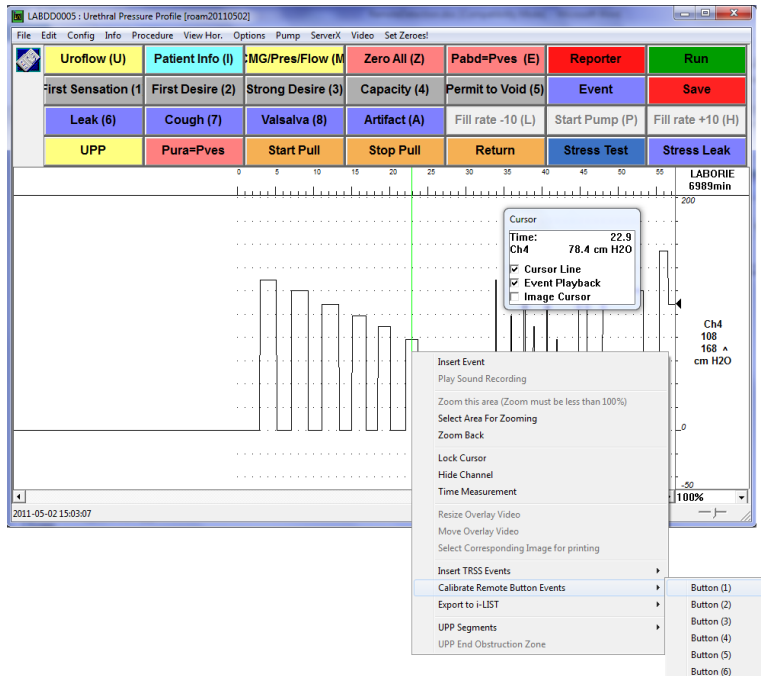 LABDD0005 : Urethral Pressure Profile [roam20110502]
File Edit Config Info Procedure View Hor. Options Pump ServerX Video Set Zeroes!
Uroflow (U) Patient Info (I) :MG/Pres/Flow (M Zero All (Z) Pabd=Pves (E) Reporter Run
First Sensation (1 First Desire (2) Strong Desire (3) Capacity (4) Permit to Void (5) Event Save
Leak (6) Cough (7) Valsalva (8) Artifact (A) Fill rate -10 (L) Start Pump (P) Fill rate +10 (H)
UPP Pura=Pves Start Pull Stop Pull Return Stress Test Stress Leak
0 5 10 15 20 25 30 35 40 45 50 55 LABORIE
6989min
200
Cursor
Time: 22.9
Ch4 78.4 cm H2O
Cursor Line
Event Playback
Image Cursor
Ch4
108
168 ^
cm H2O
0
-50
100%
2011-05-02 15:03:07
Insert Event
Play Sound Recording
Zoom this area (Zoom must be less than 100%)
Select Area For Zooming
Zoom Back
Lock Cursor
Hide Channel
Time Measurement
Resize Overlay Video
Move Overlay Video
Select Corresponding Image for printing
Insert TRSS Events
Calibrate Remote Button Events
Export to i-LIST
UPP Segments
UPP End Obstruction Zone
Button (1)
Button (2)
Button (3)
Button (4)
Button (5)
Button (6)